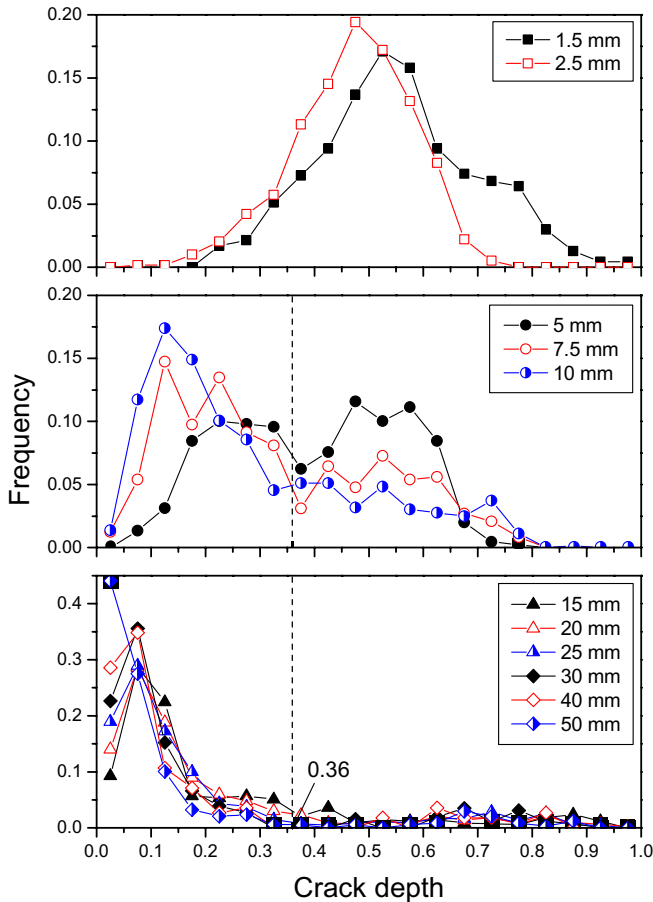 0.20
0.15
0.10
0.05
0.00
1.5 mm
2.5 mm
0.20
0.15
0.10
0.05
0.00
5 mm
7.5 mm
10 mm
Frequency
0.4
0.3
0.2
0.1
0.0
15 mm
20 mm
25 mm
30 mm
40 mm
50 mm
0.36
0.0 0.1 0.2 0.3 0.4 0.5 0.6 0.7 0.8 0.9 1.0
Crack depth